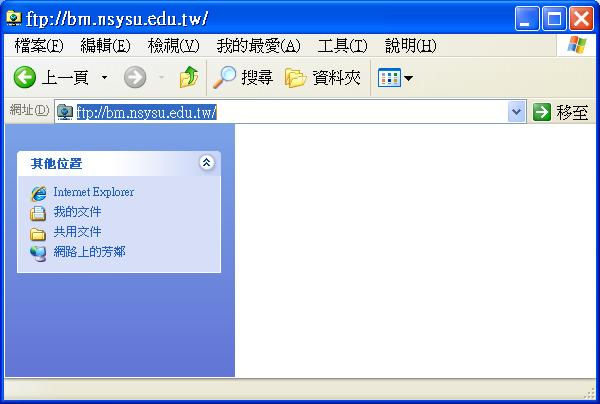 ftp://bm.nsysu.edu.tw/
檔案(F) 編輯(E) 檢視(V) 我的最愛(A) 工具(T) 說明(H)
上一頁 搜尋 資料夾
網址(D) ftp://bm.nsysu.edu.tw/ 移至
其他位置
Internet Explorer
我的文件
共用文件
網路上的芳鄰